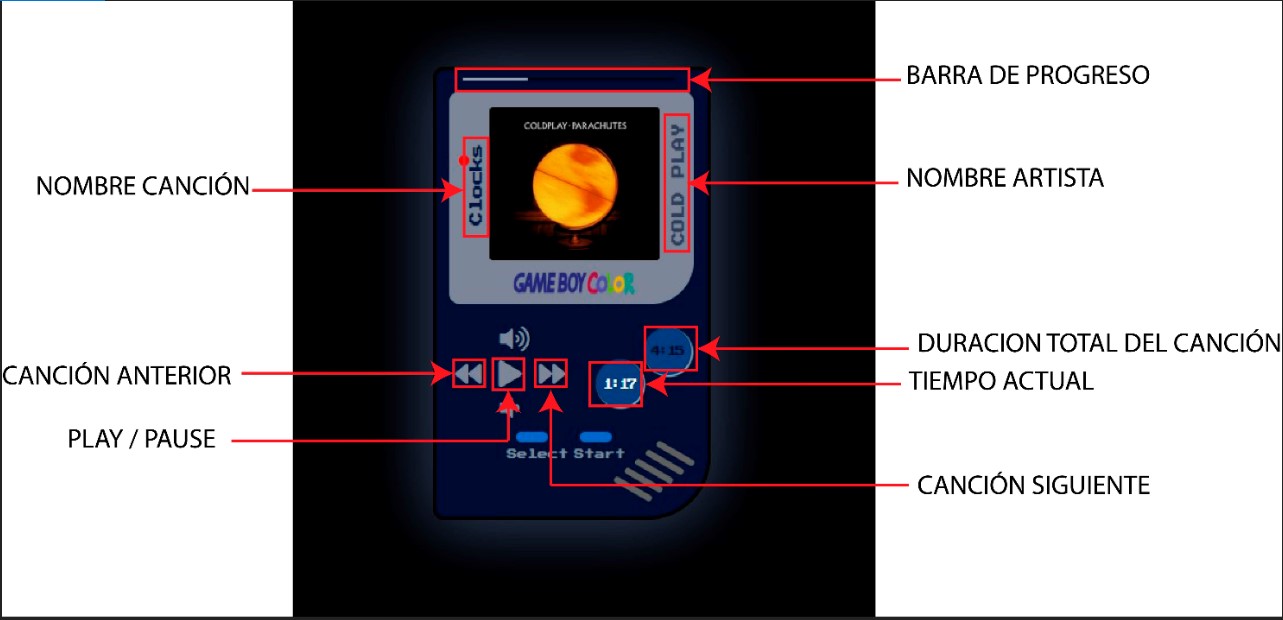 BARRA DE PROGRESO
COLDPLAY·PARACHUTES
NOMBRE CANCIÓN
Clocks
COLD PLAY
NOMBRE ARTISTA
GAME BOY COLOR
4:15
DURACION TOTAL DEL CANCIÓN
CANCIÓN ANTERIOR
1:17
TIEMPO ACTUAL
PLAY / PAUSE
Select Start
CANCIÓN SIGUIENTE